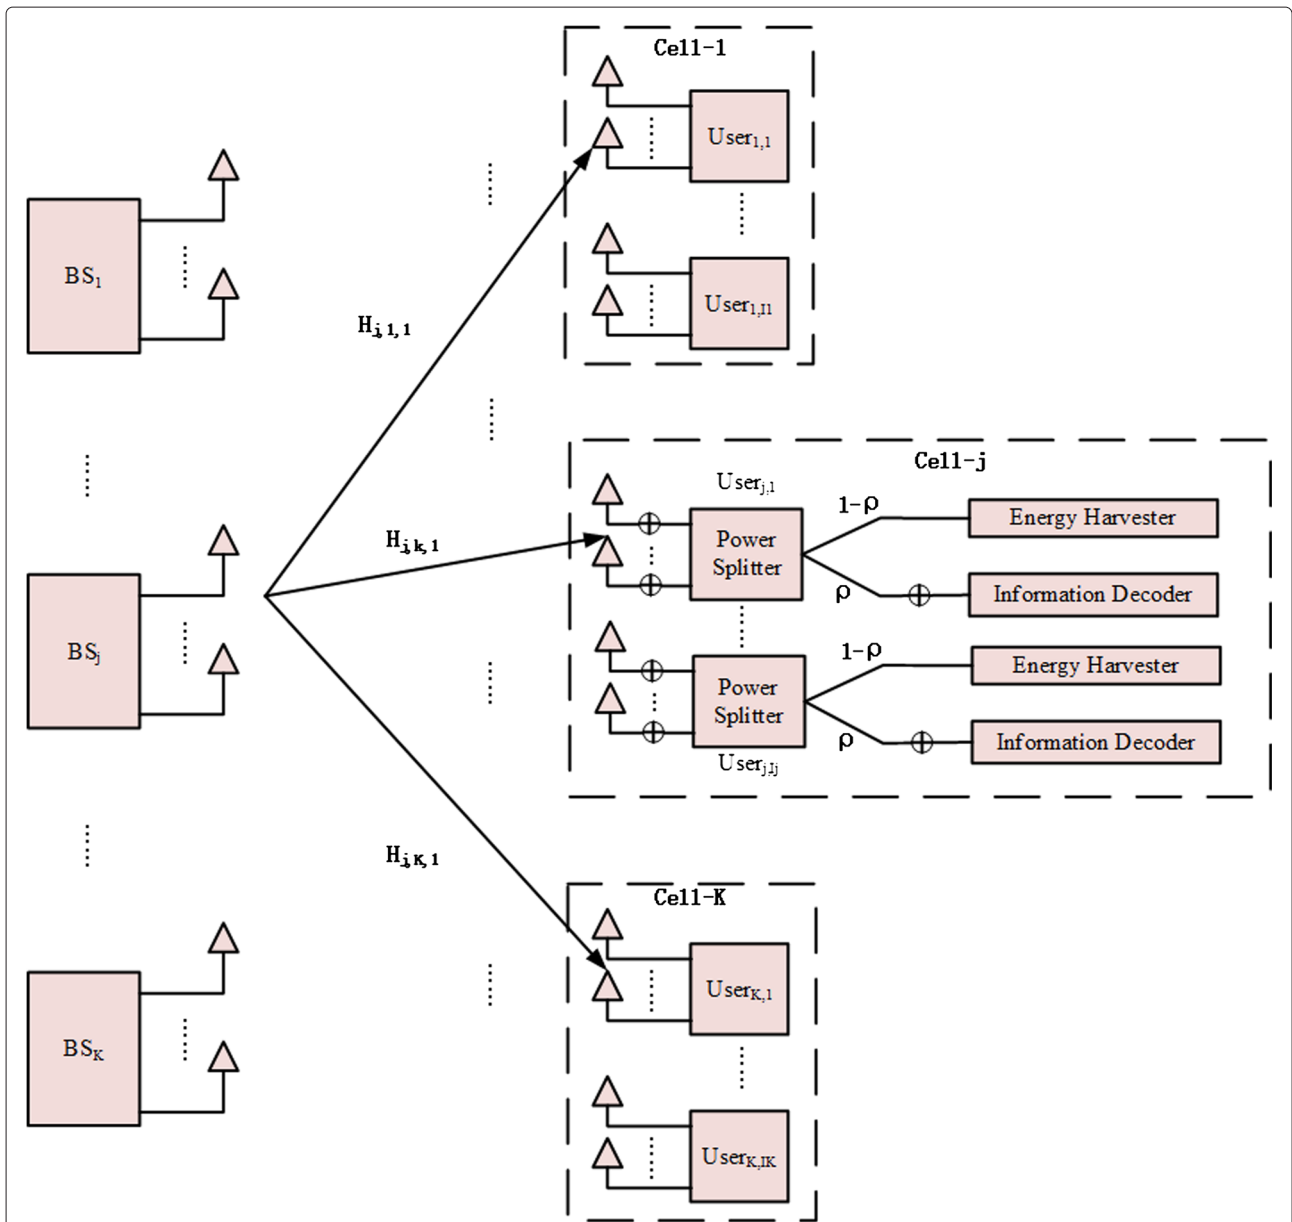 Cell-1
User1,1
BS1
User1,I1
Hj,1,1
Cell-j
Userj,1
1-ρ
Energy Harvester
Hj,k,1
Power
Splitter
ρ
Information Decoder
BSj
1-ρ
Energy Harvester
Power
Splitter
ρ
Information Decoder
Userj,Ij
Hj,K,1
Cell-K
UserK,1
BSK
UserK,IK